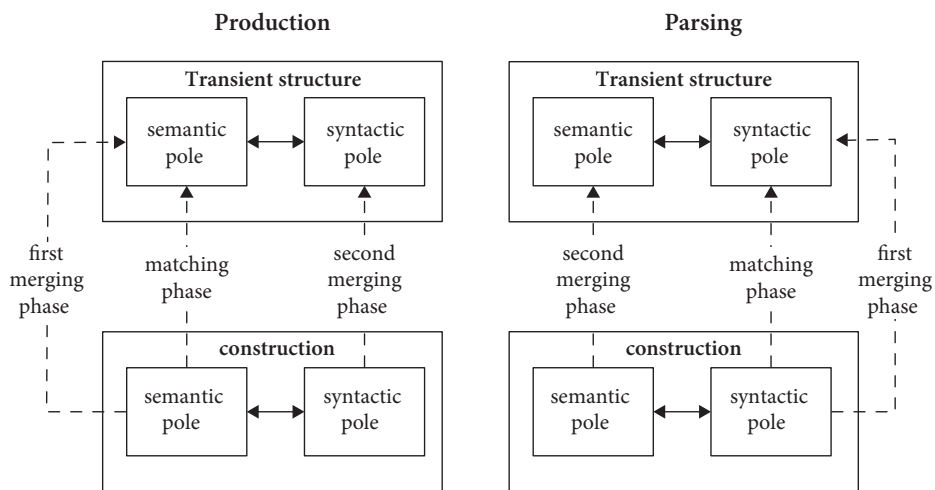 Production
Transient structure
semantic
pole
syntactic
pole
first
merging
phase
matching
phase
second
merging
phase
construction
semantic
pole
syntactic
pole
Parsing
Transient structure
semantic
pole
syntactic
pole
second
merging
phase
matching
phase
first
merging
phase
construction
semantic
pole
syntactic
pole